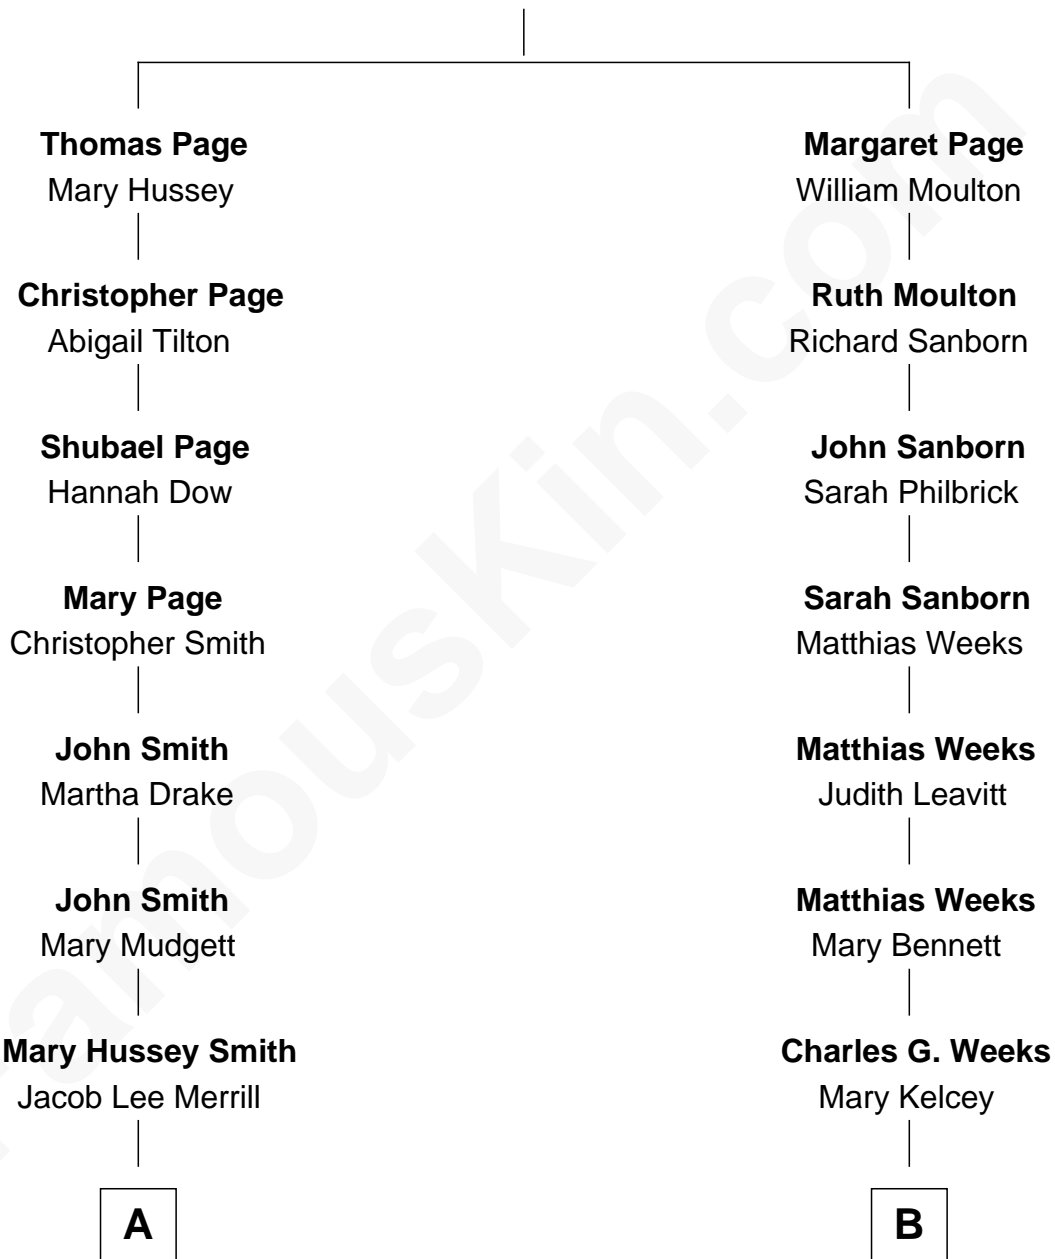 Thomas Page
Mary Hussey
Christopher Page
Abigail Tilton
Shubael Page
Hannah Dow
Mary Page
Christopher Smith
John Smith
Martha Drake
John Smith
Mary Mudgett
Mary Hussey Smith
Jacob Lee Merrill
A
Margaret Page
William Moulton
Ruth Moulton
Richard Sanborn
John Sanborn
Sarah Philbrick
Sarah Sanborn
Matthias Weeks
Matthias Weeks
Judith Leavitt
Matthias Weeks
Mary Bennett
Charles G. Weeks
Mary Kelcey
B
FamousKin.com